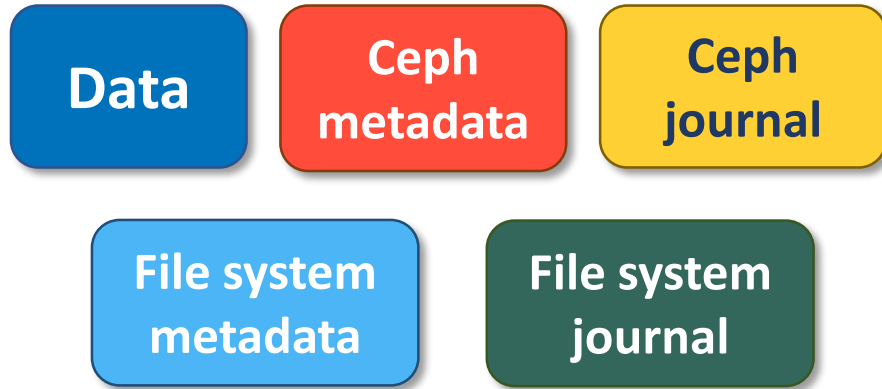 Data
Ceph
metadata
Ceph
journal
File system
metadata
File system
journal